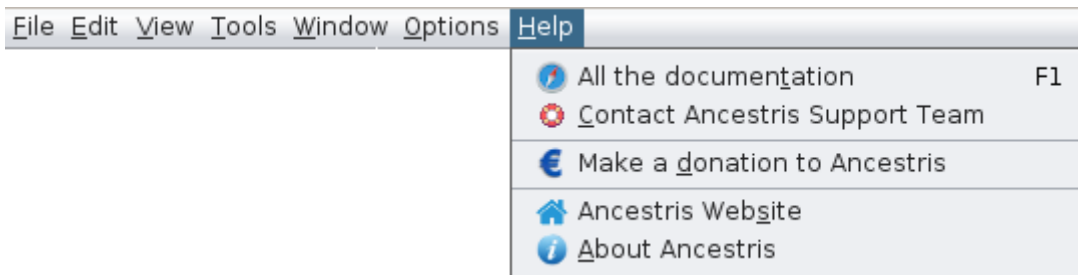 File Edit View Tools Window Options Help
All the documentation F1
Contact Ancestris Support Team
Make a donation to Ancestris
Ancestris Website
About Ancestris